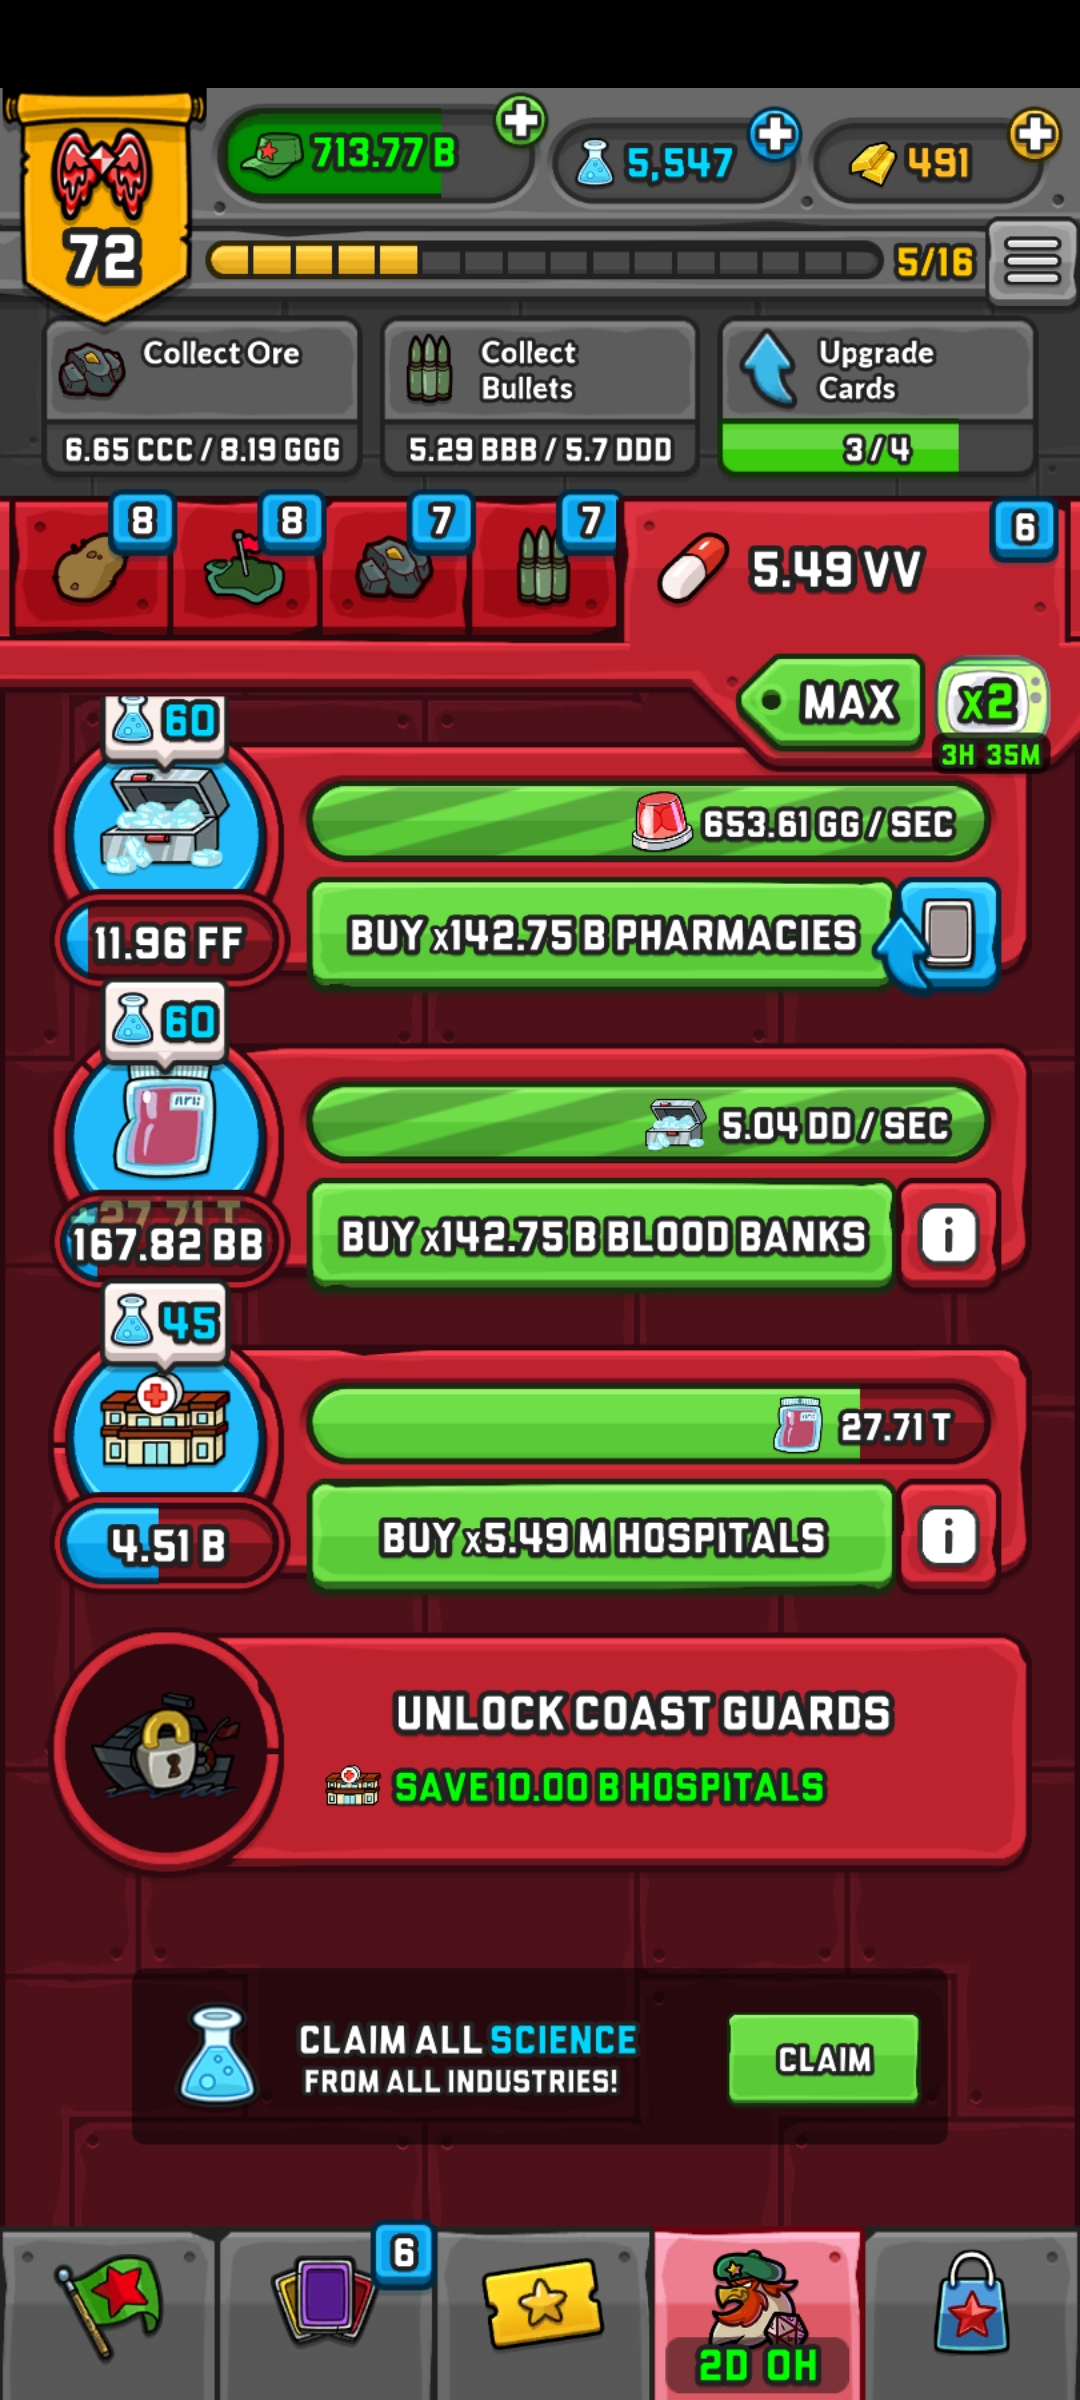 713.77 B
5,547
491
72
5/16
Collect Ore
6.65 CCC / 8.19 GGG
Collect
Bullets
5.29 BBB / 5.7 DDD
Upgrade
Cards
3/4
8
8
7
7
5.49 VV
6
MAX
x2
3H 35M
60
653.61 GG / SEC
11.96 FF
BUY x142.75 B PHARMACIES
60
5.04 DD / SEC
+27.71 T
167.82 BB
BUY x142.75 B BLOOD BANKS
i
45
27.71 T
4.51 B
BUY x5.49 M HOSPITALS
i
UNLOCK COAST GUARDS
SAVE 10.00 B HOSPITALS
CLAIM ALL SCIENCE
FROM ALL INDUSTRIES!
CLAIM
6
2D 0H